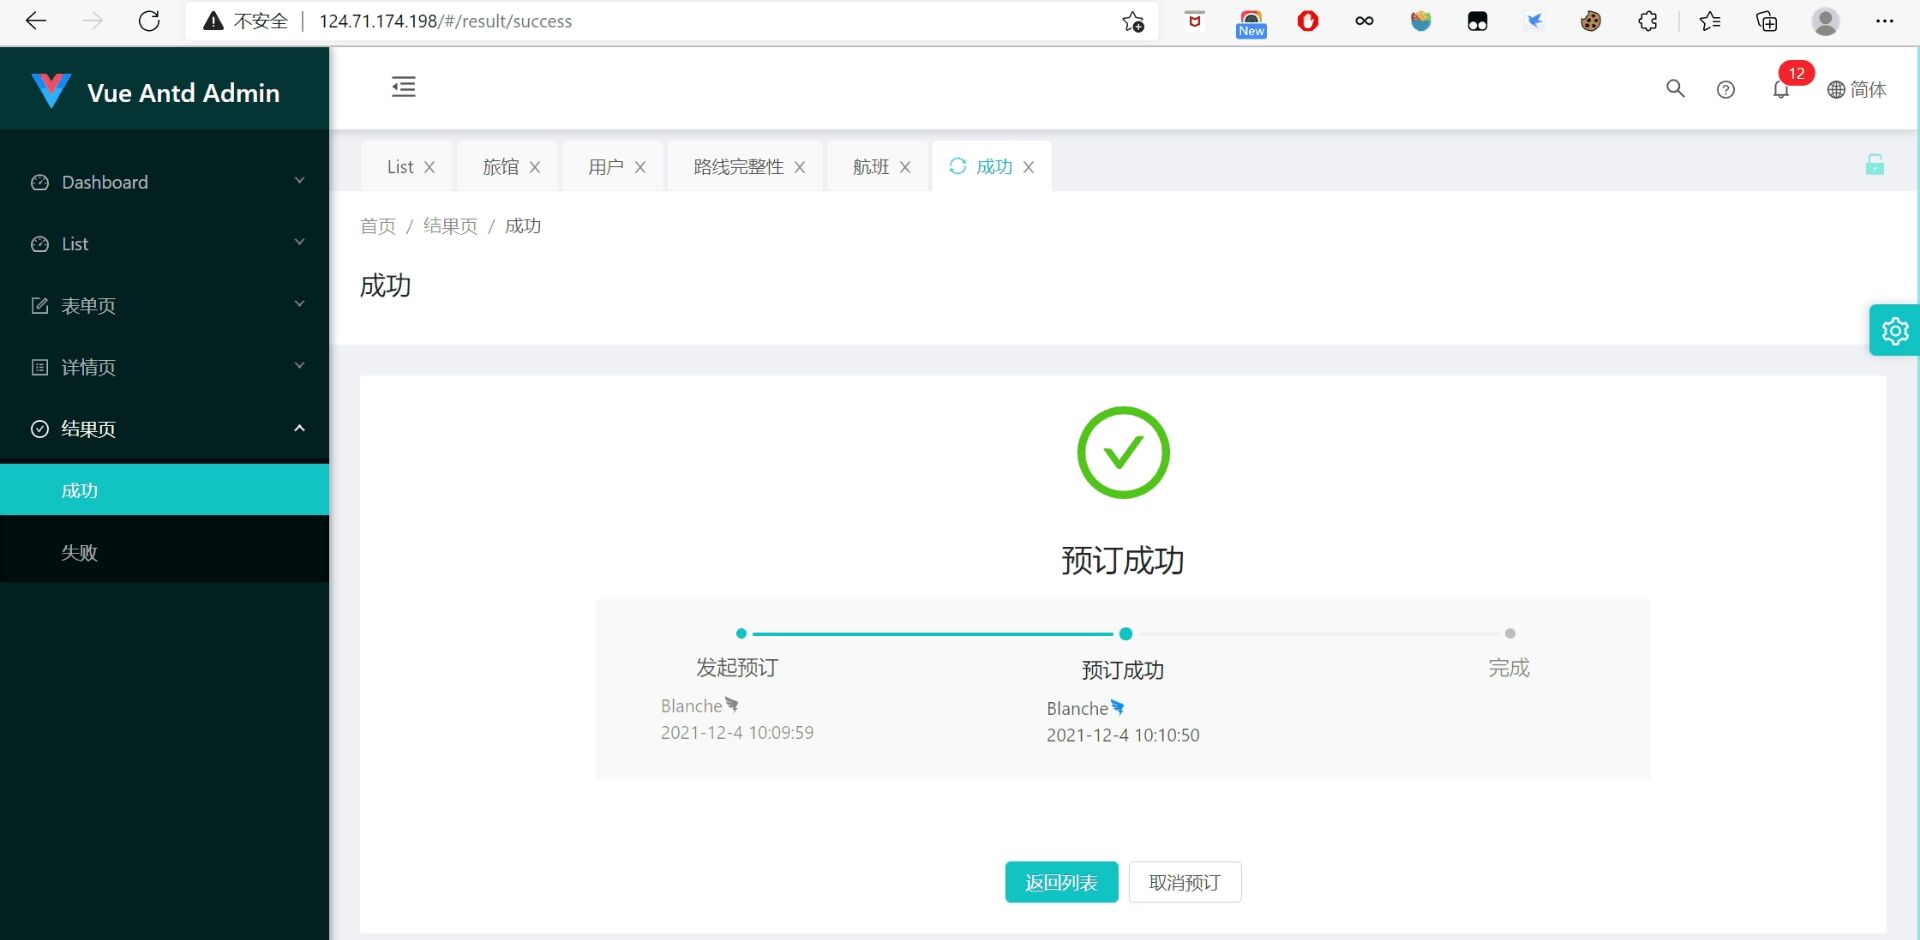 不安全 124.71.174.198/#/result/success
New
Vue Antd Admin
12
简体
List 旅馆 用户 路线完整性 航班 成功
Dashboard
List
表单页
详情页
结果页
成功
失败
首页 / 结果页 / 成功
成功
预订成功
发起预订 预订成功 完成
Blanche Blanche
2021-12-4 10:09:59 2021-12-4 10:10:50
返回列表 取消预订